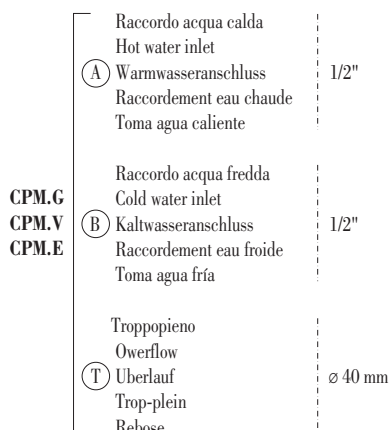 Raccordo acqua calda
Hot water inlet
A Warmwasseranschluss 1/2"
Raccordement eau chaude
Toma agua caliente
Raccordo acqua fredda
CPM.G Cold water inlet
CPM.V B Kaltwasseranschluss 1/2"
CPM.E Raccordement eau froide
Toma agua fría
Troppopieno
Owerflow
T Uberlauf ø 40 mm
Trop-plein
Rebose